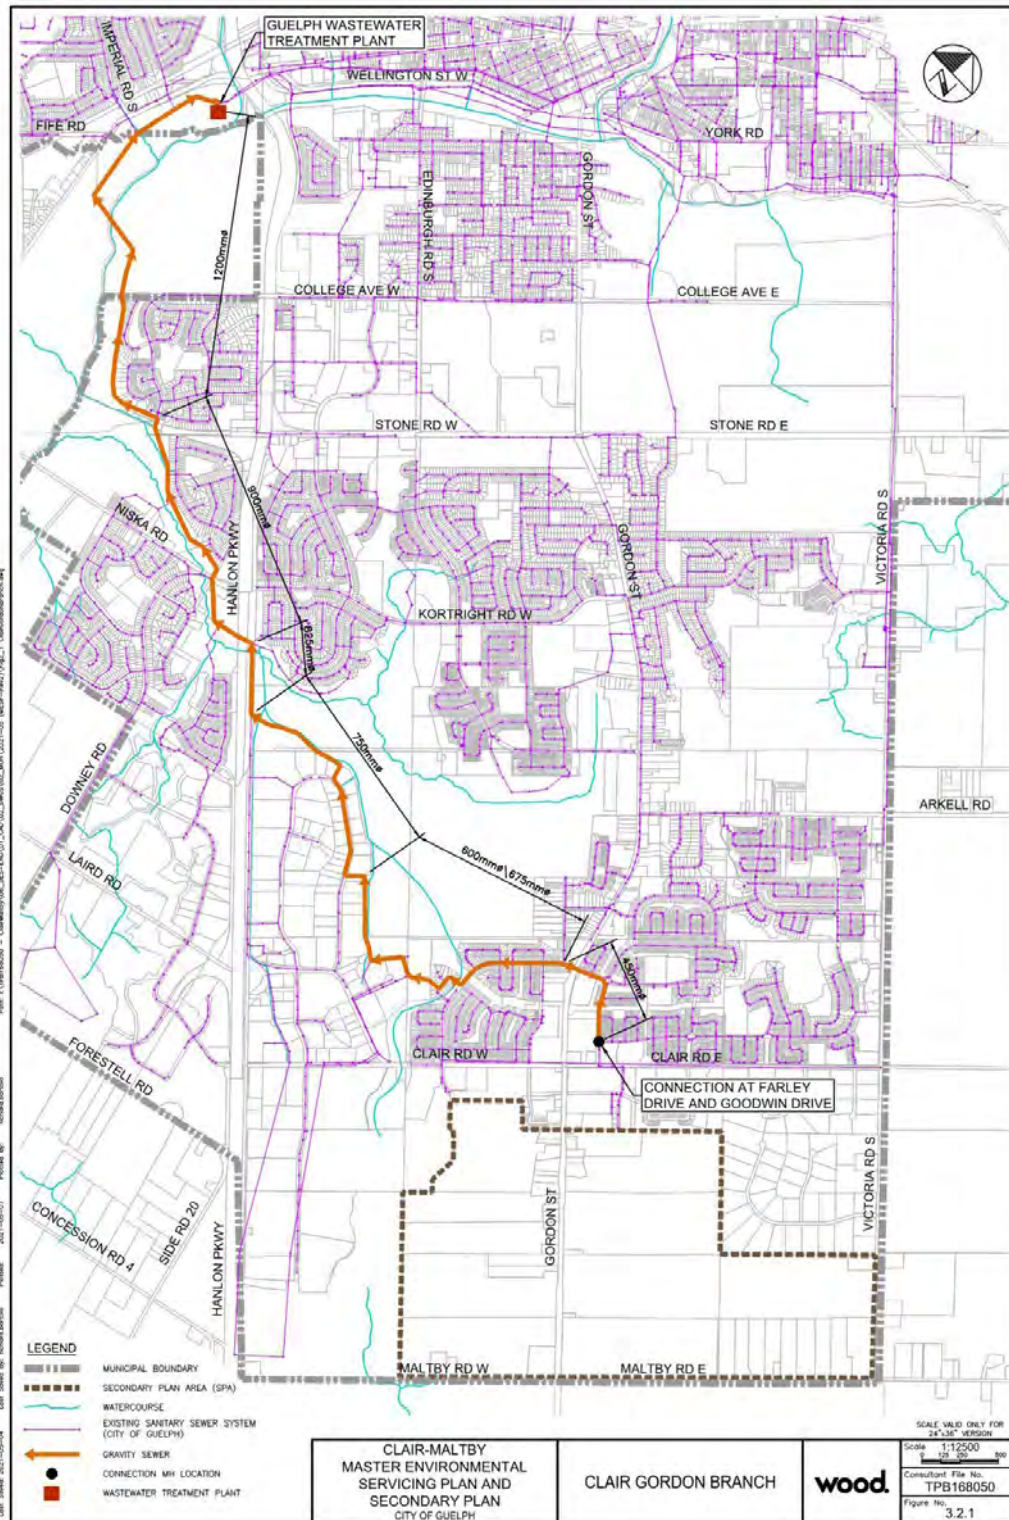 GUELPH WASTEWATER
TREATMENT PLANT
IMPERIAL RD S
WELLINGTON ST W
FIFE RD
YORK RD
GORDON ST
EDINBURGH RD S
1200mmø
COLLEGE AVE W
COLLEGE AVE E
STONE RD W
STONE RD E
900mmø
NISKA RD
HANLON PKWY
GORDON ST
VICTORIA RD S
KORTRIGHT RD W
825mmø
750mmø
DOWNEY RD
ARKELL RD
LAIRD RD
600mmø\675mmø
450mmø
FORESTELL RD
CLAIR RD W
CLAIR RD E
CONNECTION AT FARLEY
DRIVE AND GOODWIN DRIVE
VICTORIA RD S
GORDON ST
CONCESSION RD 4
SIDE RD 20
HANLON PKWY
MALTBY RD W
MALTBY RD E
LEGEND
MUNICIPAL BOUNDARY
SECONDARY PLAN AREA (SPA)
WATERCOURSE
EXISTING SANITARY SEWER SYSTEM
(CITY OF GUELPH)
GRAVITY SEWER
CONNECTION MH LOCATION
WASTEWATER TREATMENT PLANT
CLAIR-MALTBY
MASTER ENVIRONMENTAL
SERVICING PLAN AND
SECONDARY PLAN
CITY OF GUELPH
CLAIR GORDON BRANCH
wood.
SCALE VALID ONLY FOR
24"x36" VERSION
Scale 1:12500
0 125 250 500
Consultant File No.
TPB168050
Figure No.
3.2.1